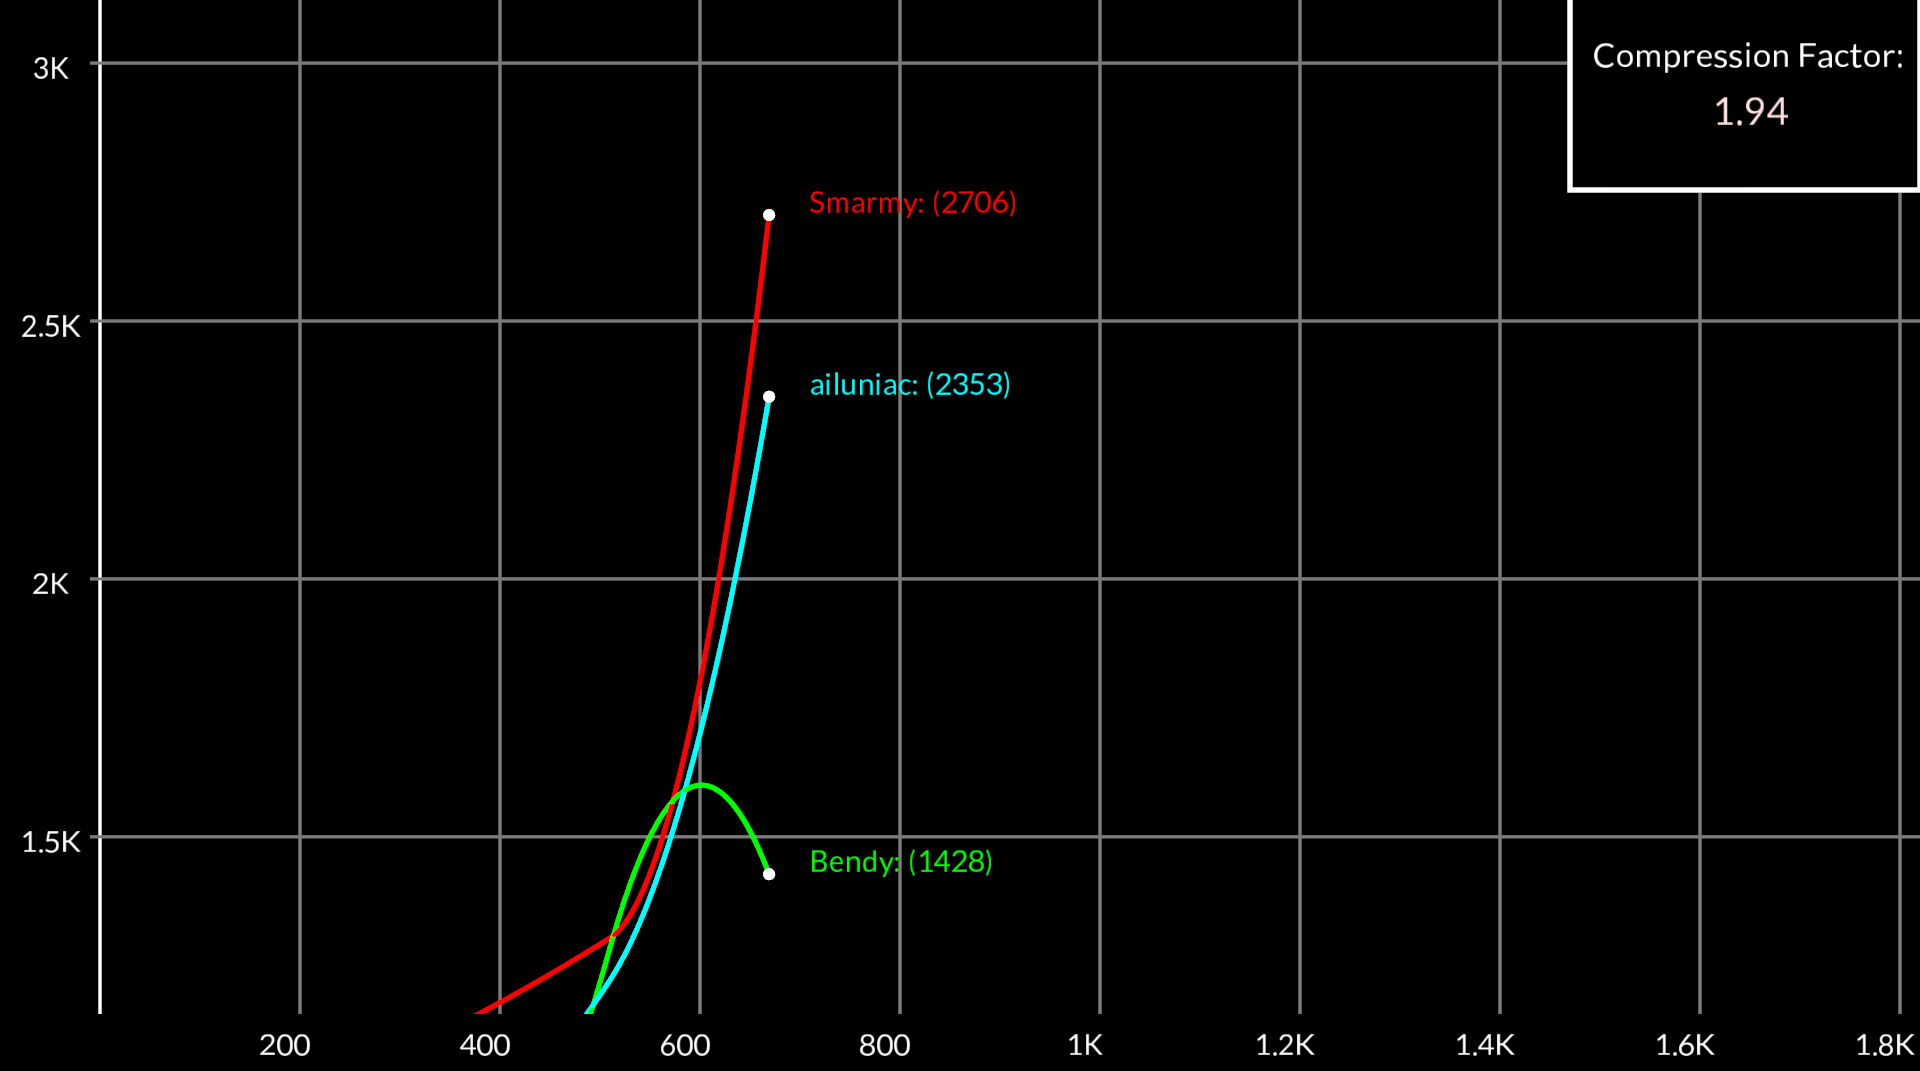 Compression Factor:
1.94
3K
2.5K
2K
1.5K
Smarmy: (2706)
ailuniac: (2353)
Bendy: (1428)
200 400 600 800 1K 1.2K 1.4K 1.6K 1.8K